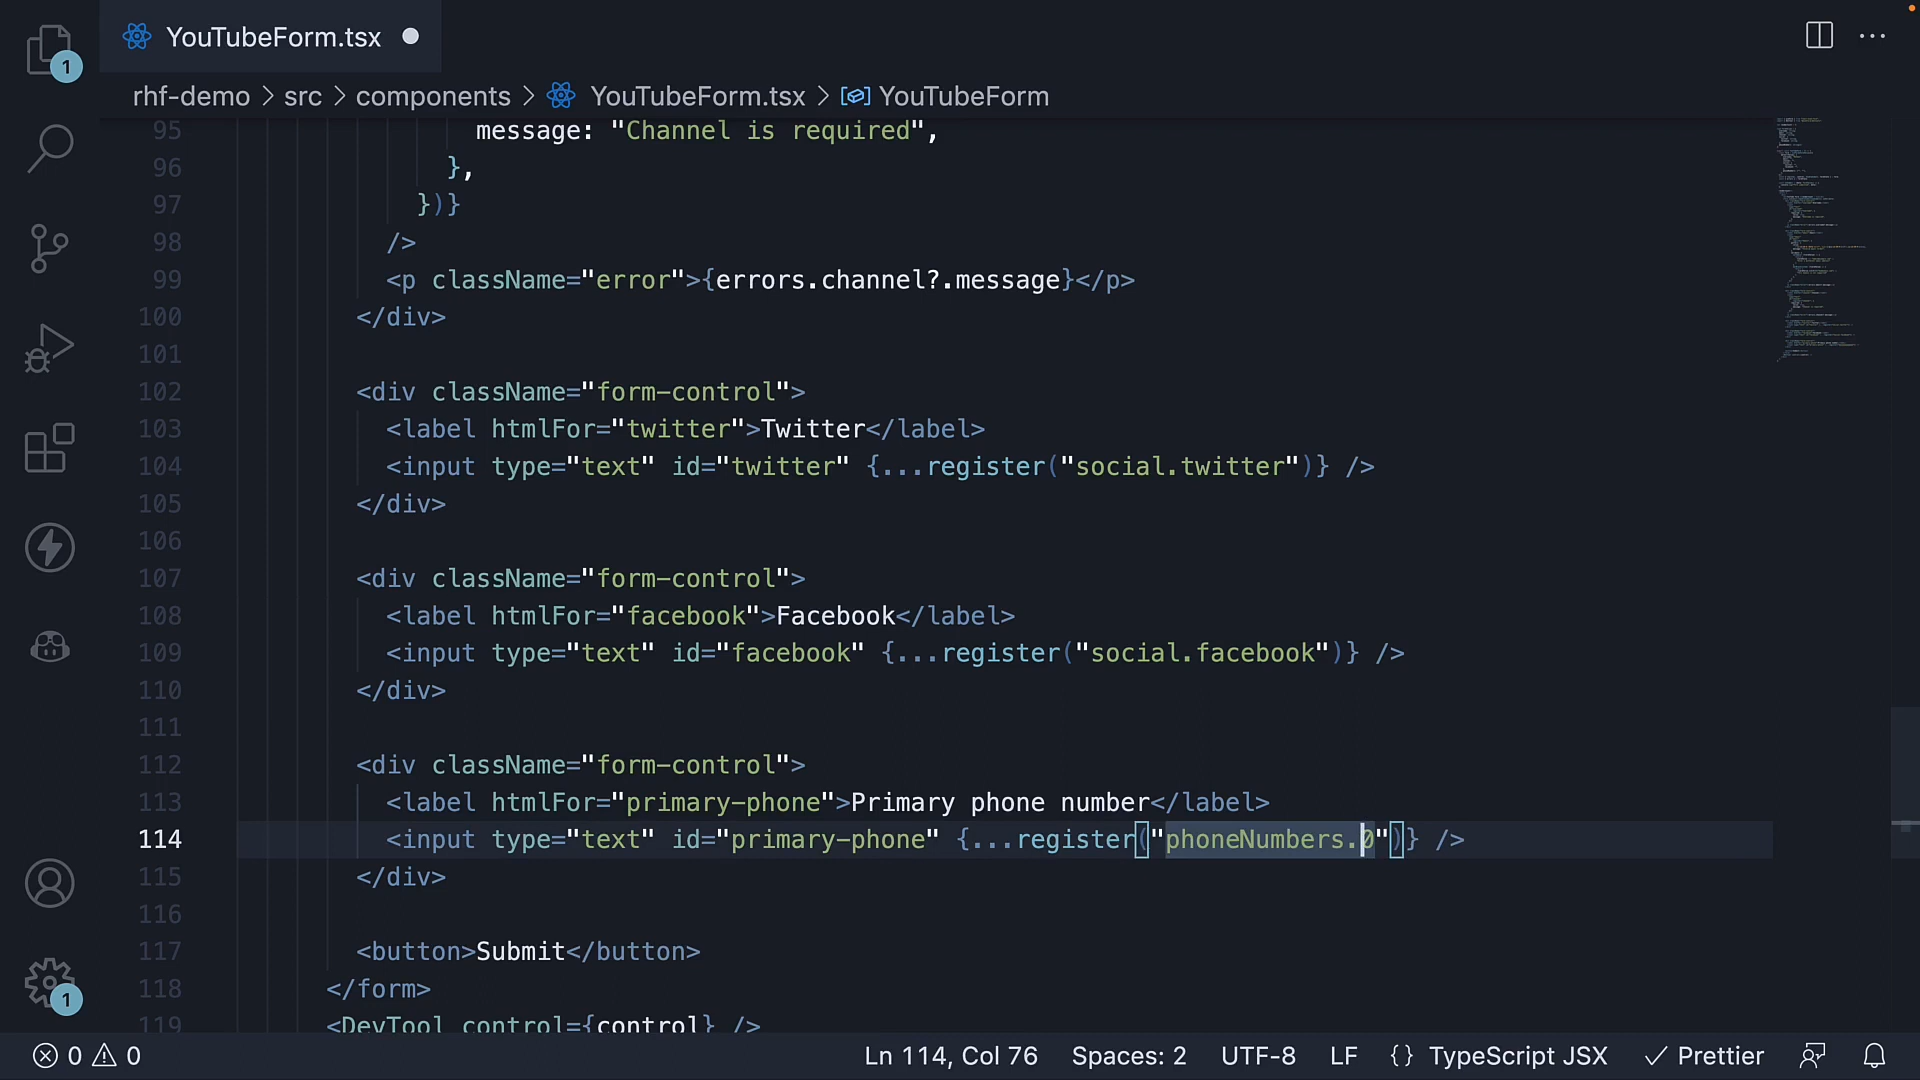 YouTubeForm.tsx
1
rhf-demo > src > components > YouTubeForm.tsx > YouTubeForm
95 message: "Channel is required",
96 },
97 })}
98 />
99 <p className="error">{errors.channel?.message}</p>
100 </div>
101
102 <div className="form-control">
103 <label htmlFor="twitter">Twitter</label>
104 <input type="text" id="twitter" {...register("social.twitter")} />
105 </div>
106
107 <div className="form-control">
108 <label htmlFor="facebook">Facebook</label>
109 <input type="text" id="facebook" {...register("social.facebook")} />
110 </div>
111
112 <div className="form-control">
113 <label htmlFor="primary-phone">Primary phone number</label>
114 <input type="text" id="primary-phone" {...register("phoneNumbers.0")} />
115 </div>
116
117 <button>Submit</button>
118 </form>
119 <DevTool control={control} />
1
0 0 Ln 114, Col 76 Spaces: 2 UTF-8 LF {} TypeScript JSX Prettier